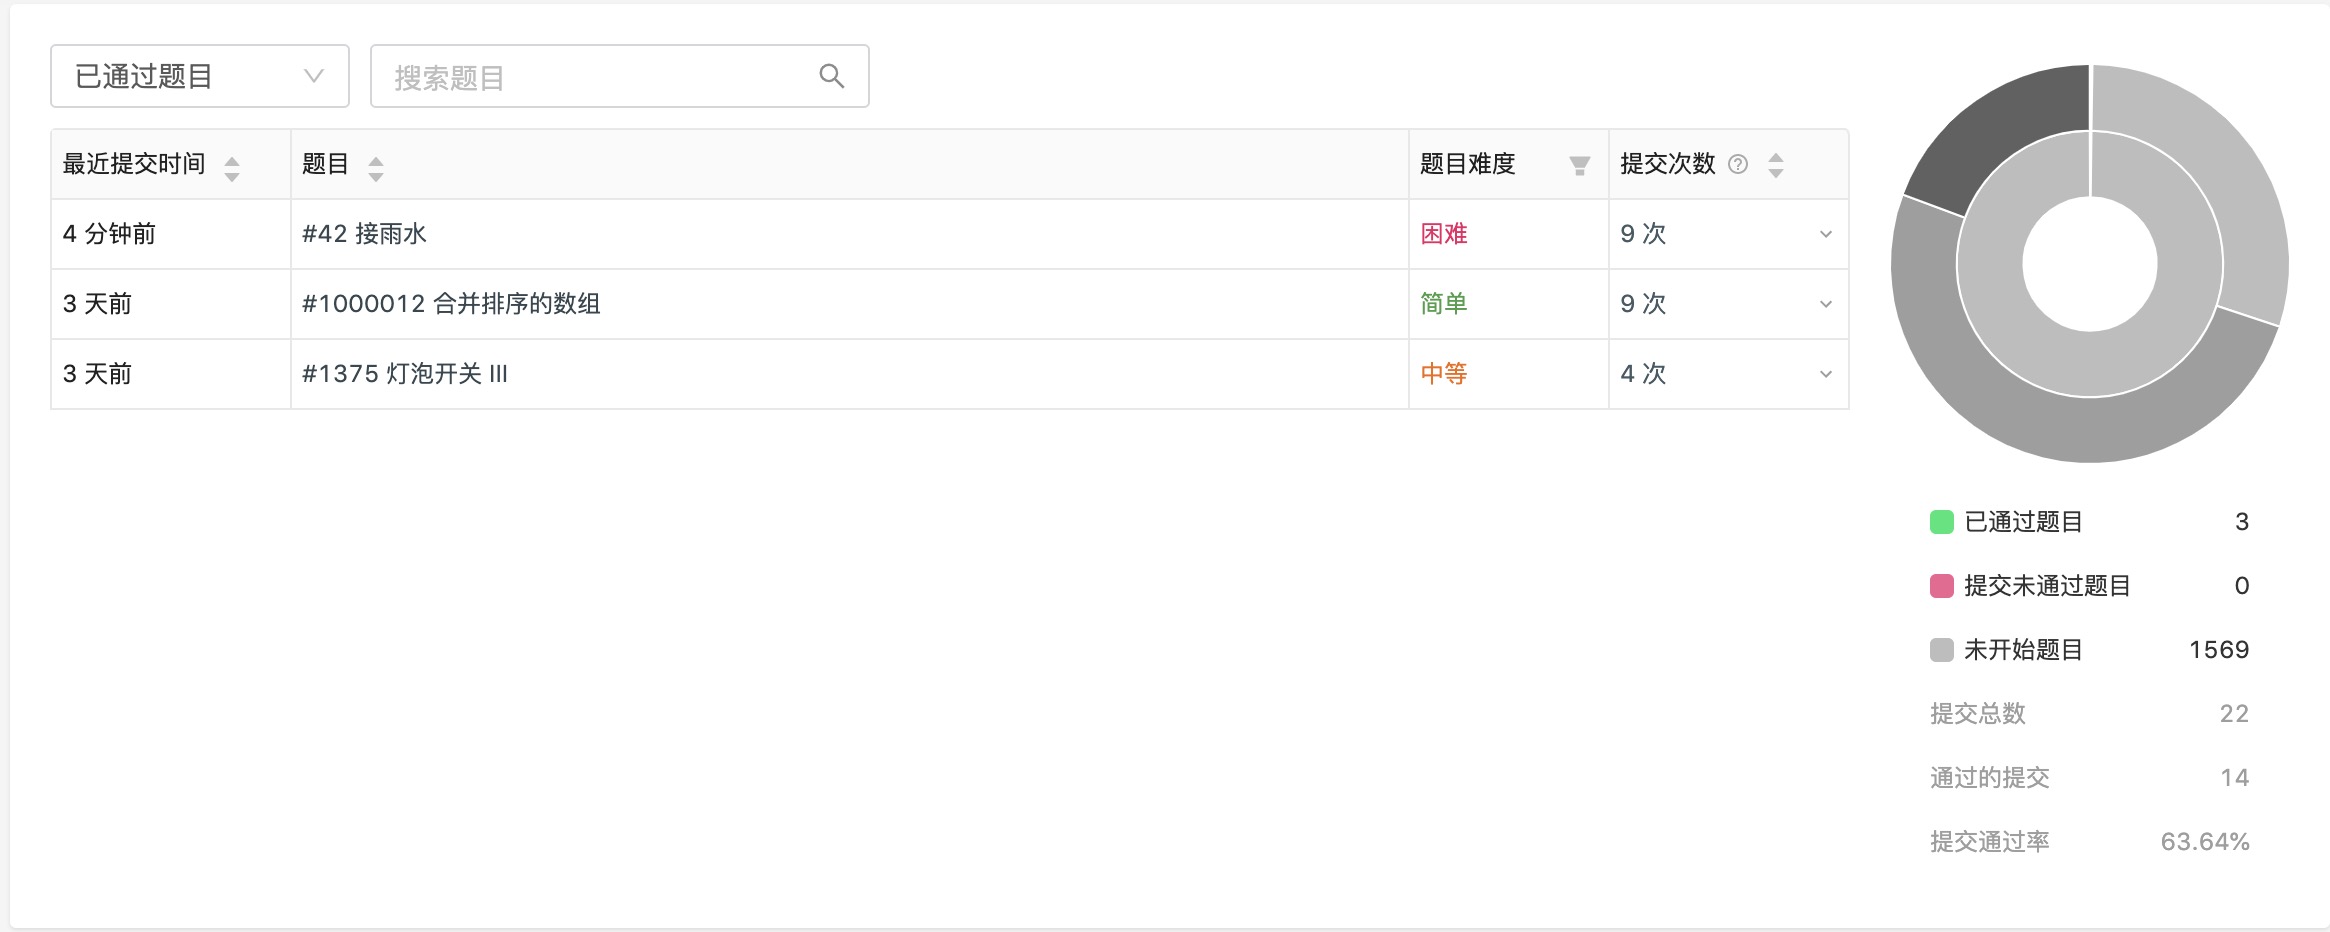 已通过题目
搜索题目
最近提交时间 题目 题目难度 提交次数
4 分钟前 #42 接雨水 困难 9 次
3 天前 #1000012 合并排序的数组 简单 9 次
3 天前 #1375 灯泡开关 III 中等 4 次
已通过题目 3
提交未通过题目 0
未开始题目 1569
提交总数 22
通过的提交 14
提交通过率 63.64%